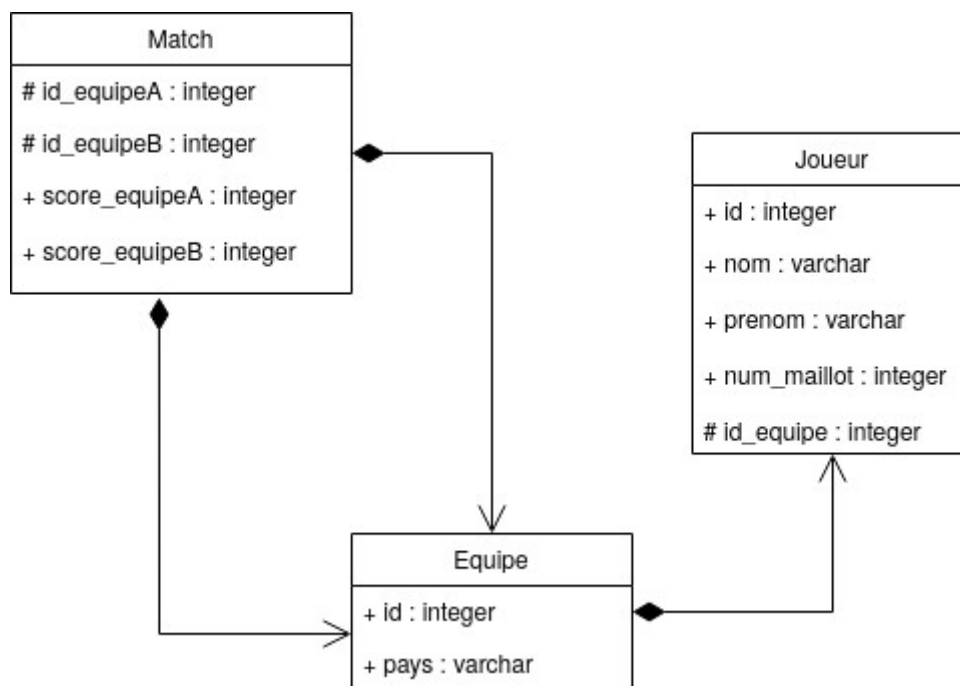 Match
# id_equipeA : integer
# id_equipeB : integer
+ score_equipeA : integer
+ score_equipeB : integer
Joueur
+ id : integer
+ nom : varchar
+ prenom : varchar
+ num_maillot : integer
# id_equipe : integer
Equipe
+ id : integer
+ pays : varchar